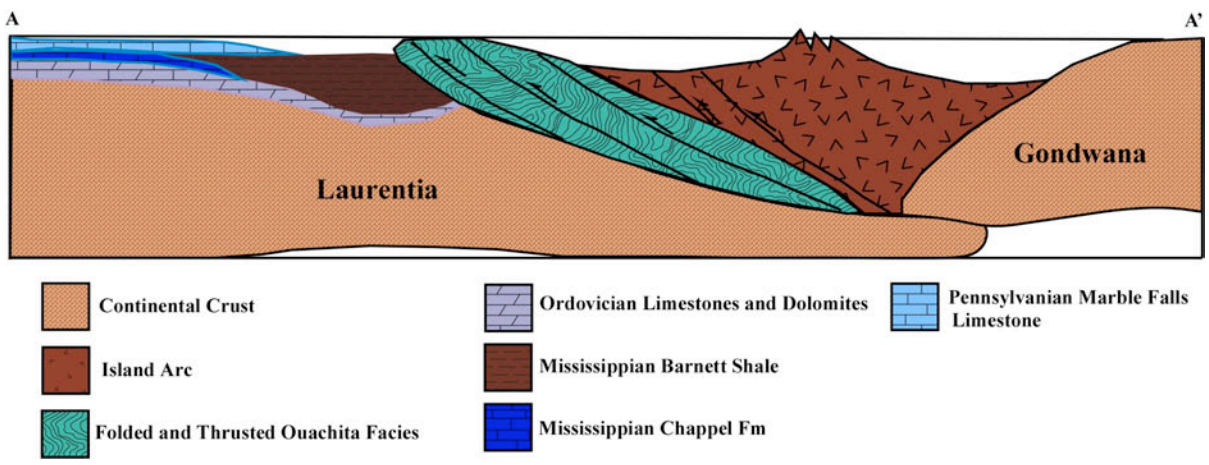 A
A'
Gondwana
Laurentia
Continental Crust
Island Arc
Folded and Thrusted Ouachita Facies
Ordovician Limestones and Dolomites
Mississippian Barnett Shale
Mississippian Chappel Fm
Pennsylvanian Marble Falls
Limestone